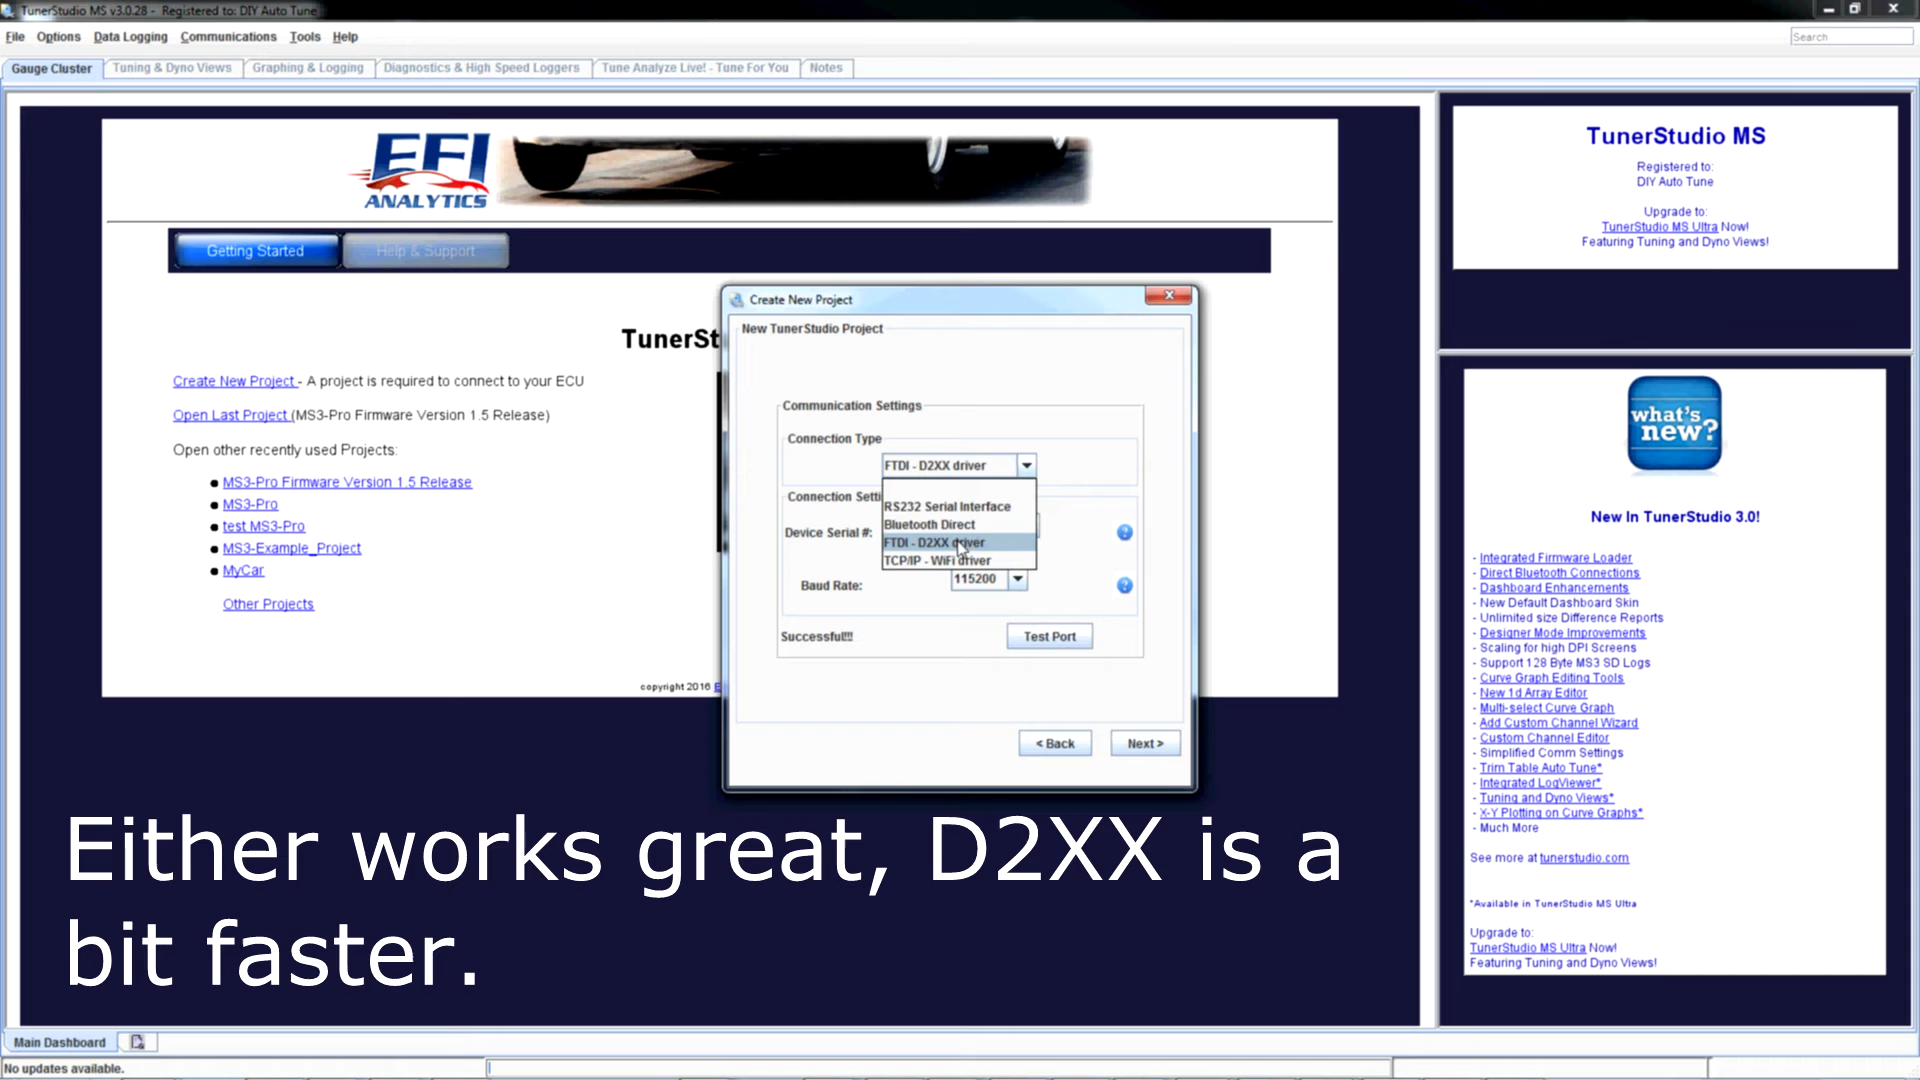 TunerStudio MS v3.0.28 - Registered to: DIY Auto Tune
File Options Data Logging Communications Tools Help
Search
Gauge Cluster Tuning & Dyno Views Graphing & Logging Diagnostics & High Speed Loggers Tune Analyze Live! - Tune For You Notes
EFI
ANALYTICS
Getting Started Help & Support
TunerSt
Create New Project - A project is required to connect to your ECU
Open Last Project (MS3-Pro Firmware Version 1.5 Release)
Open other recently used Projects:
MS3-Pro Firmware Version 1.5 Release
MS3-Pro
test MS3-Pro
MS3-Example_Project
MyCar
Other Projects
copyright 2016 E
Create New Project
New TunerStudio Project
Communication Settings
Connection Type
FTDI - D2XX driver
Connection Setti
RS232 Serial Interface
Bluetooth Direct
Device Serial #:
FTDI - D2XX driver
TCP/IP - WiFi driver
Baud Rate: 115200
Successful!!!
Test Port
< Back Next >
TunerStudio MS
Registered to:
DIY Auto Tune
Upgrade to:
TunerStudio MS Ultra Now!
Featuring Tuning and Dyno Views!
what's
new?
New In TunerStudio 3.0!
- Integrated Firmware Loader
- Direct Bluetooth Connections
- Dashboard Enhancements
- New Default Dashboard Skin
- Unlimited size Difference Reports
- Designer Mode Improvements
- Scaling for high DPI Screens
- Support 128 Byte MS3 SD Logs
- Curve Graph Editing Tools
- New 1d Array Editor
- Multi-select Curve Graph
- Add Custom Channel Wizard
- Custom Channel Editor
- Simplified Comm Settings
- Trim Table Auto Tune*
- Integrated LogViewer*
- Tuning and Dyno Views*
- X-Y Plotting on Curve Graphs*
- Much More
See more at tunerstudio.com
*Available in TunerStudio MS Ultra
Upgrade to:
TunerStudio MS Ultra Now!
Featuring Tuning and Dyno Views!
Either works great, D2XX is a
bit faster.
Main Dashboard
No updates available.